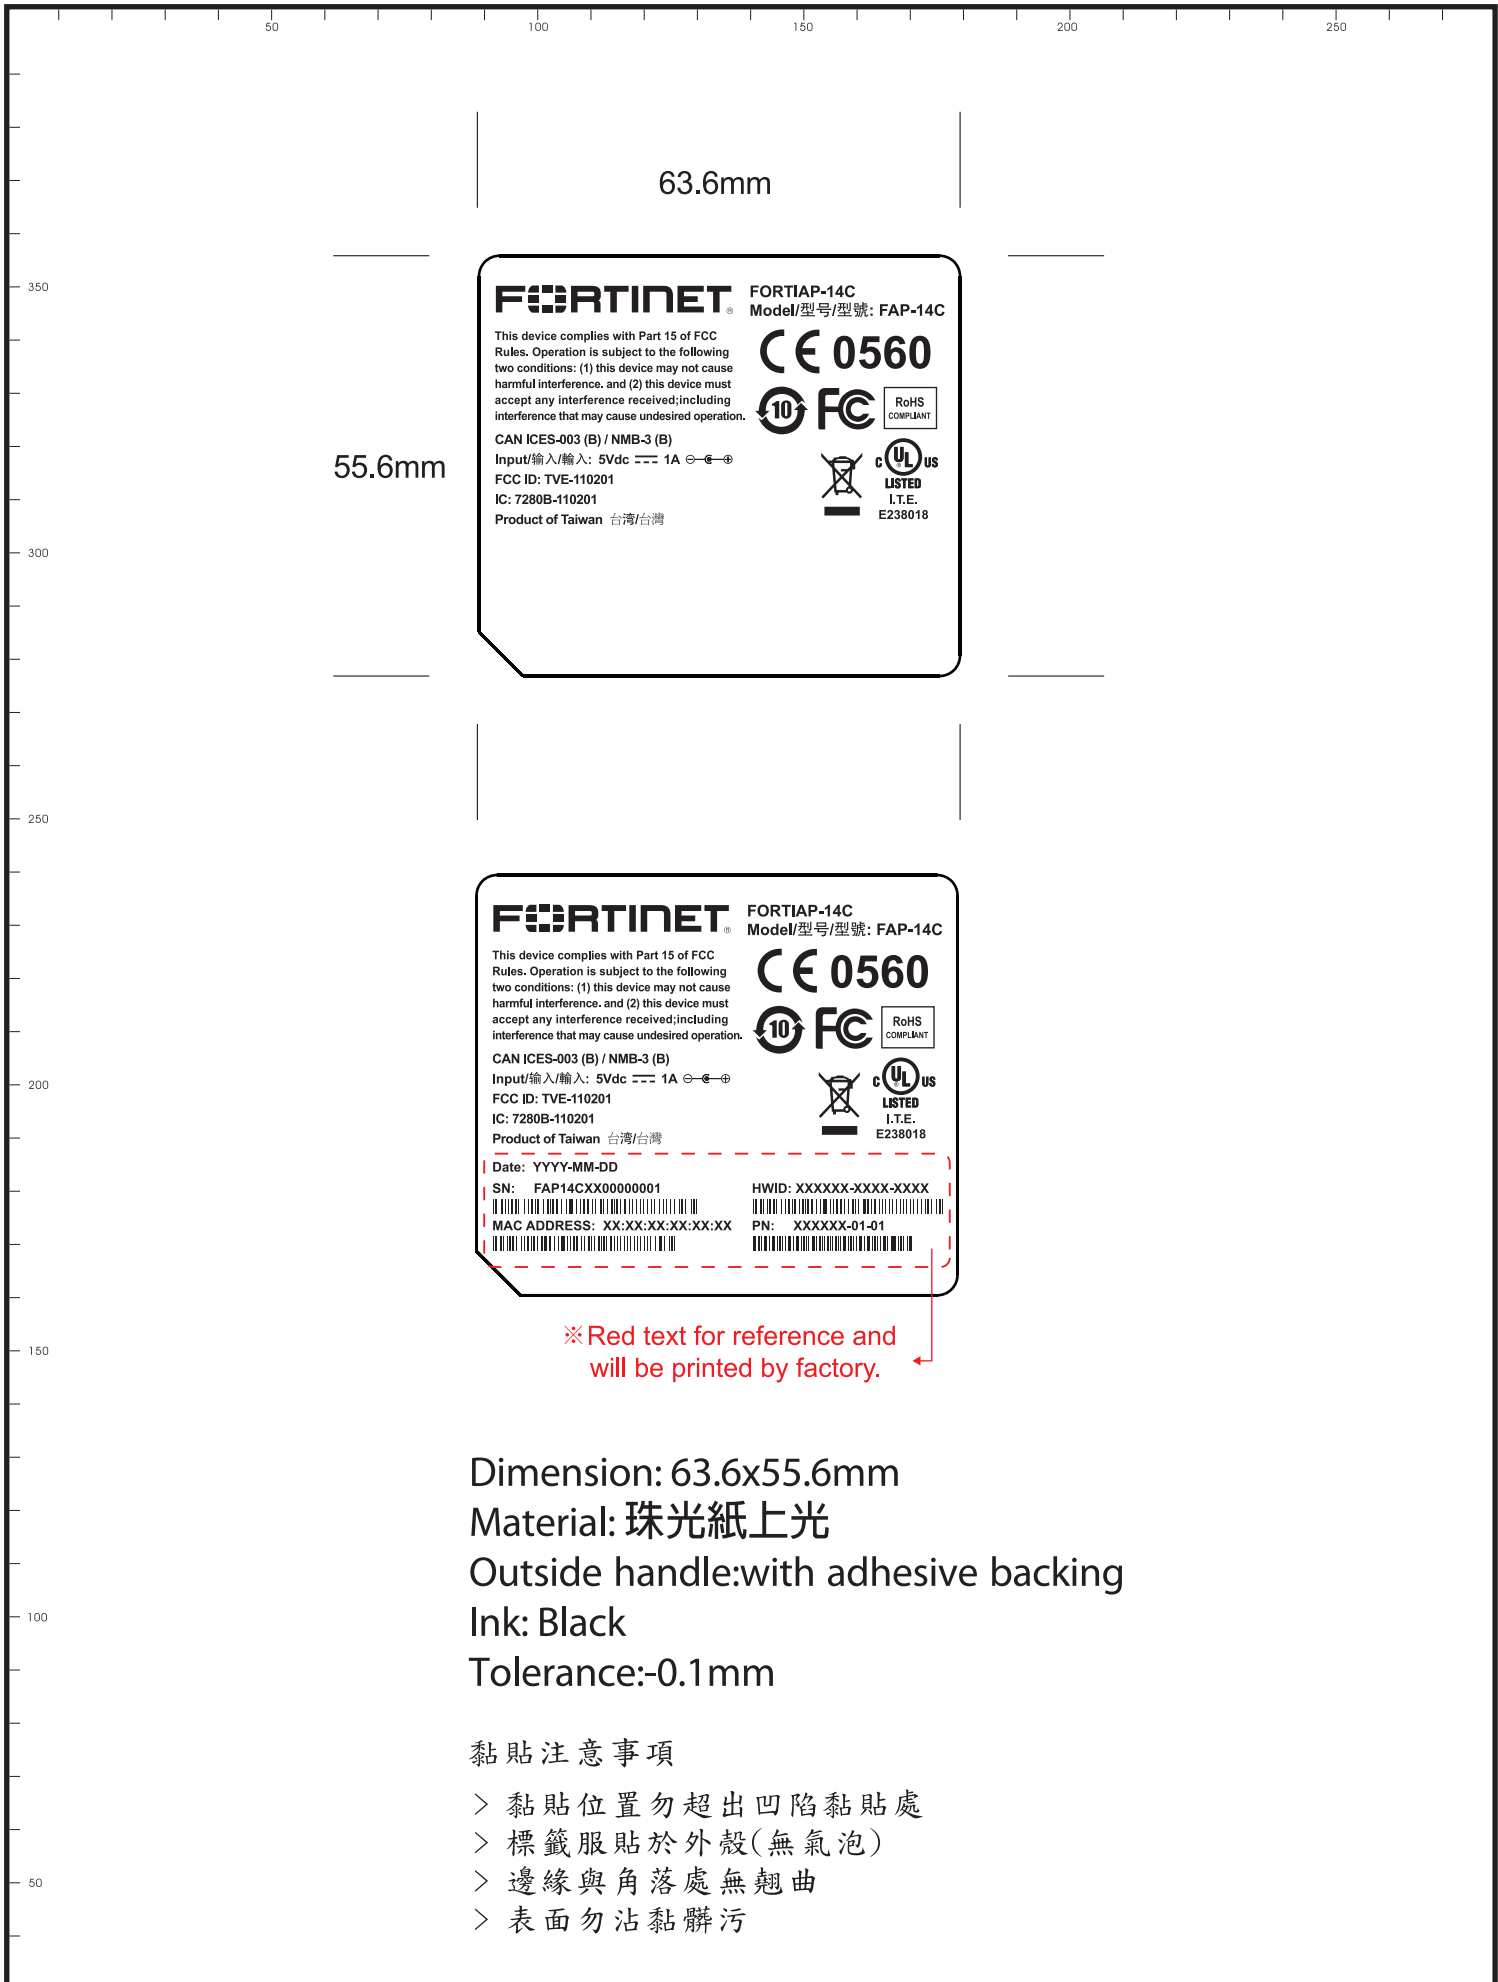 50 100 150 200 250
63.6mm
350
FORTINET ®
FORTIAP-14C
Model/型号/型號: FAP-14C
This device complies with Part 15 of FCC
Rules. Operation is subject to the following
two conditions: (1) this device may not cause
harmful interference. and (2) this device must
accept any interference received;including
interference that may cause undesired operation.
CE 0560
10 FC RoHS
COMPLIANT
55.6mm
CAN ICES-003 (B) / NMB-3 (B)
Input/输入/輸入: 5Vdc 1A
FCC ID: TVE-110201
IC: 7280B-110201
Product of Taiwan 台湾/台灣
C UL ® US
LISTED
I.T.E.
E238018
300
250
FORTINET ®
FORTIAP-14C
Model/型号/型號: FAP-14C
This device complies with Part 15 of FCC
Rules. Operation is subject to the following
two conditions: (1) this device may not cause
harmful interference. and (2) this device must
accept any interference received;including
interference that may cause undesired operation.
CE 0560
10 FC RoHS
COMPLIANT
CAN ICES-003 (B) / NMB-3 (B)
Input/输入/輸入: 5Vdc 1A
FCC ID: TVE-110201
IC: 7280B-110201
Product of Taiwan 台湾/台灣
C UL ® US
LISTED
I.T.E.
E238018
200
Date: YYYY-MM-DD
SN: FAP14CXX00000001
HWID: XXXXXX-XXXX-XXXX
MAC ADDRESS: XX:XX:XX:XX:XX:XX
PN: XXXXXX-01-01
※Red text for reference and
will be printed by factory.
150
Dimension: 63.6x55.6mm
Material: 珠光紙上光
Outside handle:with adhesive backing
Ink: Black
100
Tolerance:-0.1mm
黏貼注意事項
> 黏貼位置勿超出凹陷黏貼處
> 標籤服貼於外殼(無氣泡)
> 邊緣與角落處無翹曲
50
> 表面勿沾黏髒污